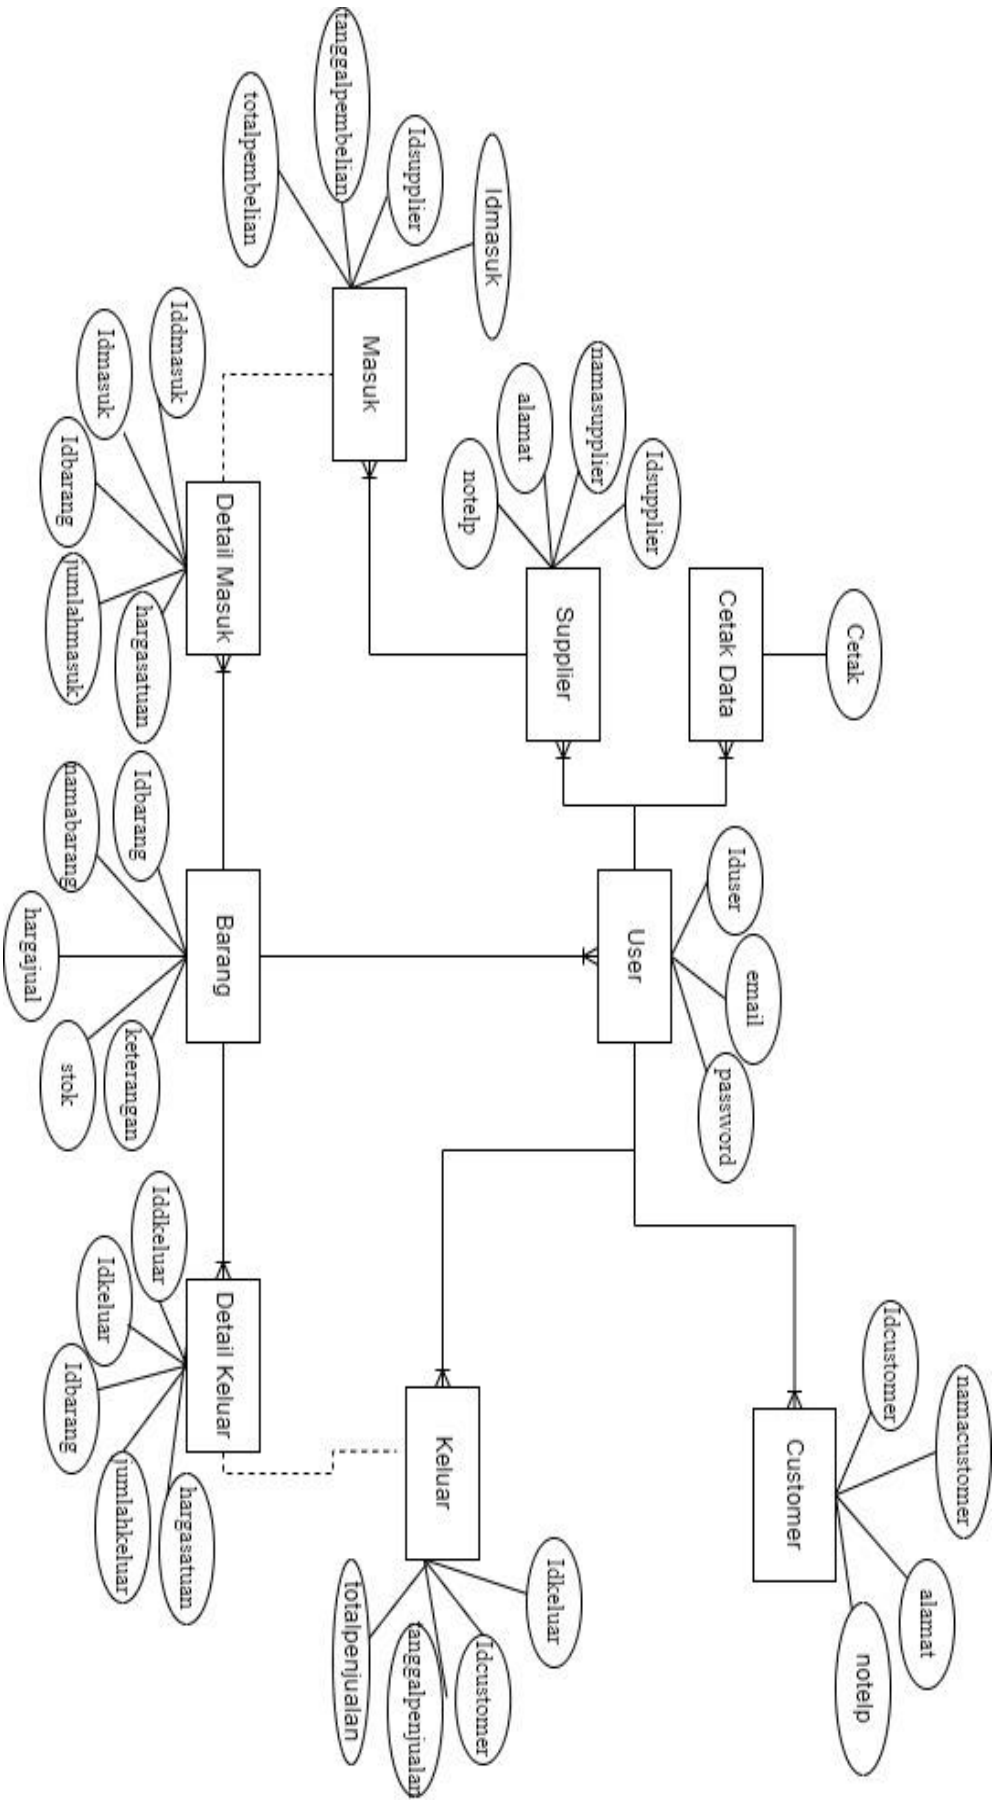 Idmasuk
Idsupplier
tanggalpembelian
totalpembelian
Masuk
Idsupplier
namasupplier
alamat
notelp
Supplier
Cetak
Cetak Data
Iduser
email
password
User
Idcustomer
namacustomer
alamat
notelp
Customer
Idkeluar
Idcustomer
tanggalpenjualan
totalpenjualan
Keluar
Iddmasuk
Idmasuk
Idbarang
jumlahmasuk
hargasatuan
Detail Masuk
Idbarang
namabarang
hargajual
stok
keterangan
Barang
Iddkeluar
Idkeluar
Idbarang
jumlahkeluar
hargasatuan
Detail Keluar